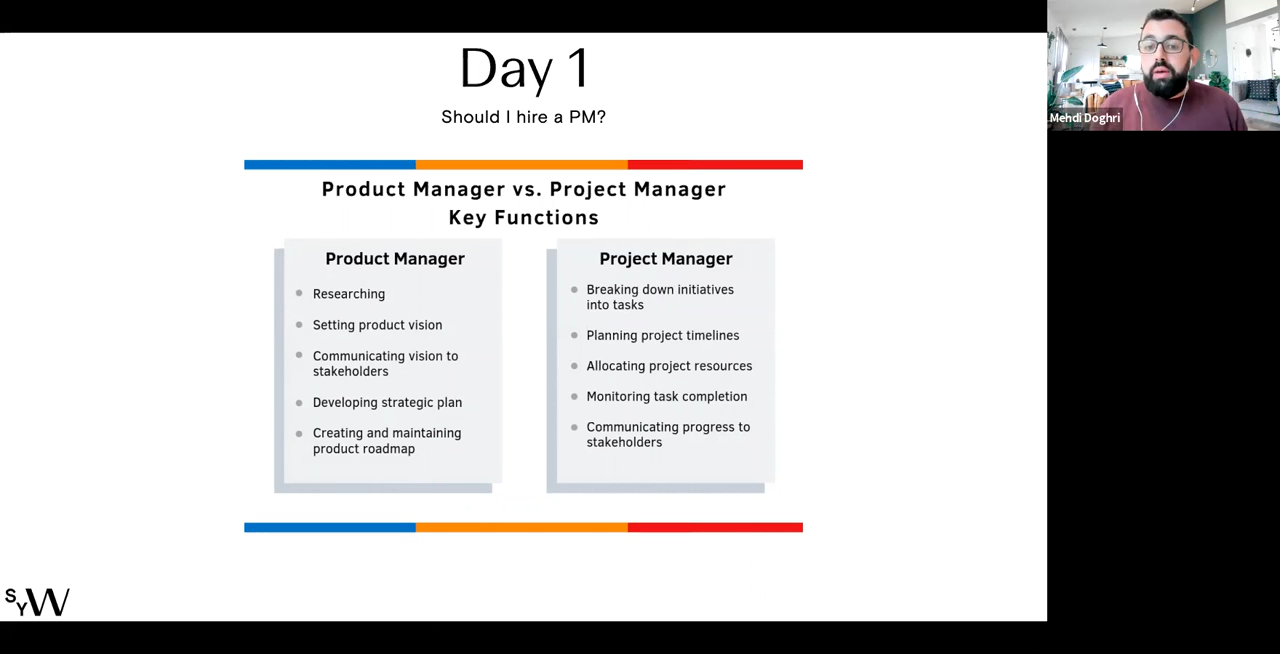 Day 1
Should I hire a PM?
Product Manager vs. Project Manager
Key Functions
Product Manager
Researching
Setting product vision
Communicating vision to
stakeholders
Developing strategic plan
Creating and maintaining
product roadmap
Project Manager
Breaking down initiatives
into tasks
Planning project timelines
Allocating project resources
Monitoring task completion
Communicating progress to
stakeholders
SYW
Mehdi Doghri